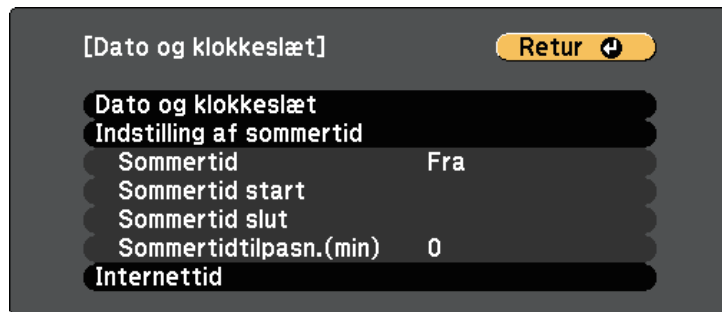 [Dato og klokkeslæt] Retur
Dato og klokkeslæt
Indstilling af sommertid
Sommertid Fra
Sommertid start
Sommertid slut
Sommertidtilpasn.(min) 0
Internettid